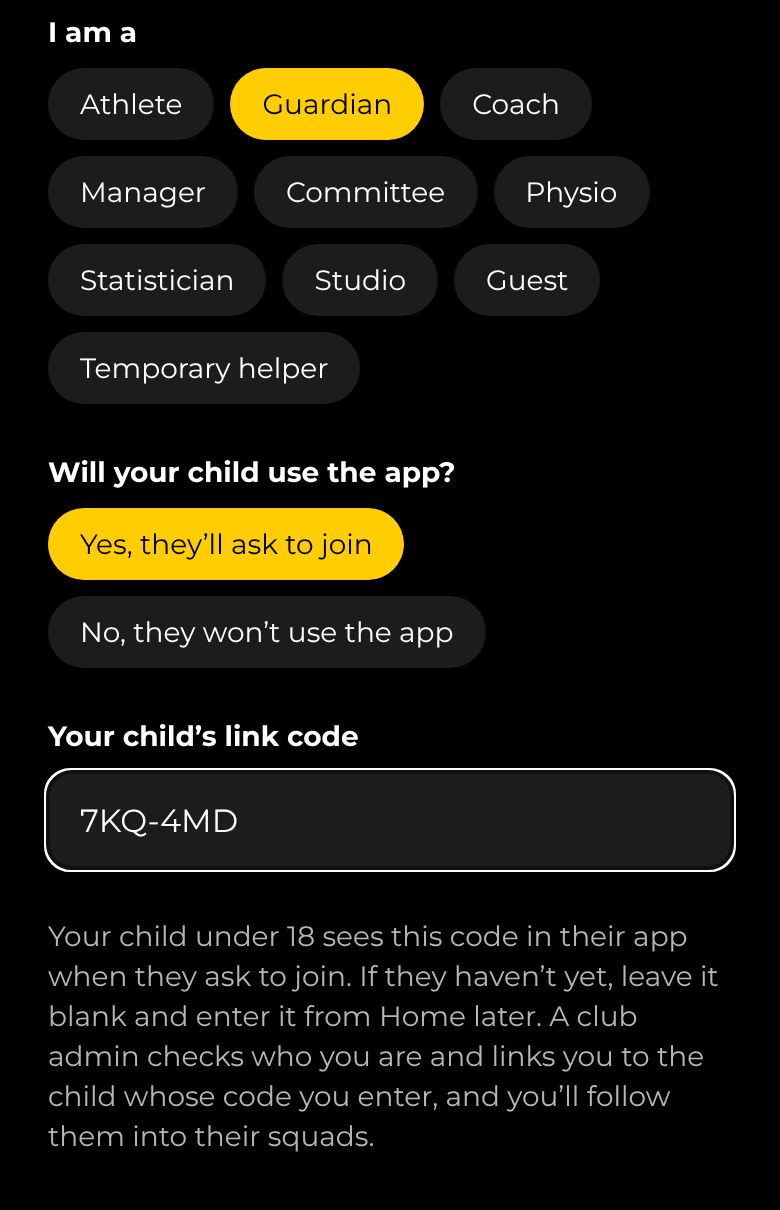 I am a
Athlete Guardian Coach
Manager Committee Physio
Statistician Studio Guest
Temporary helper
Will your child use the app?
Yes, they’ll ask to join
No, they won’t use the app
Your child’s link code
7KQ-4MD
Your child under 18 sees this code in their app
when they ask to join. If they haven’t yet, leave it
blank and enter it from Home later. A club
admin checks who you are and links you to the
child whose code you enter, and you’ll follow
them into their squads.